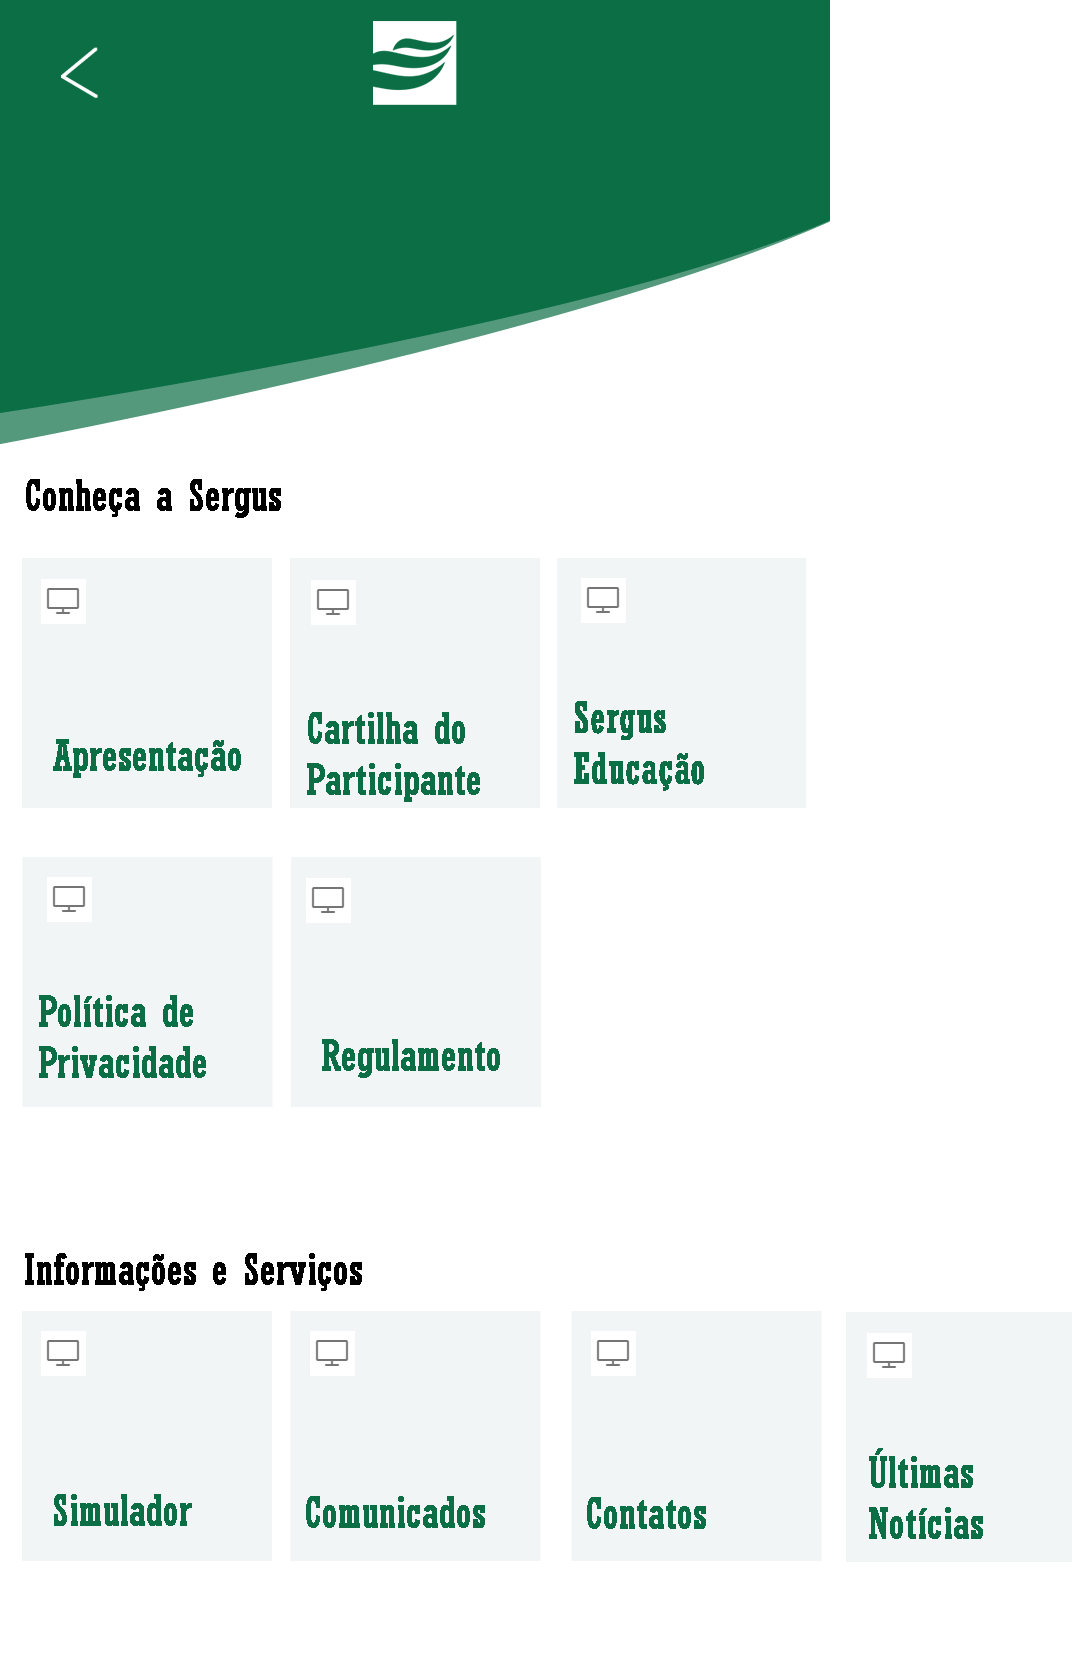 Conheça a Sergus
Apresentação
Cartilha do
Participante
Sergus
Educação
Política de
Privacidade
Regulamento
Informações e Serviços
Simulador
Comunicados
Contatos
Últimas
Notícias